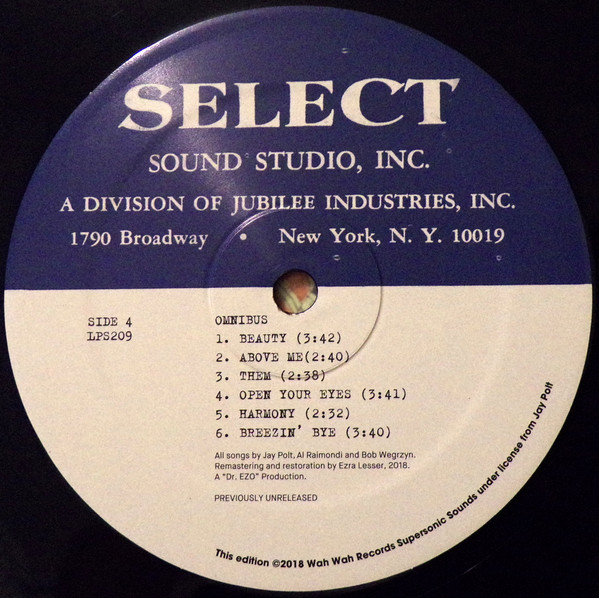 SELECT
SOUND STUDIO, INC.
A DIVISION OF JUBILEE INDUSTRIES, INC.
1790 Broadway • New York, N. Y. 10019
SIDE 4
LPS209
OMNIBUS
1. BEAUTY (3:42)
2. ABOVE ME(2:40)
3. THEM (2:38)
4. OPEN YOUR EYES (3:41)
5. HARMONY (2:32)
6. BREEZIN' BYE (3:40)
All songs by Jay Polt, Al Raimondi and Bob Wegrzyn.
Remastering and restoration by Ezra Lesser, 2018.
A "Dr. EZO" Production.
PREVIOUSLY UNRELEASED
This edition ©2018 Wah Wah Records Supersonic Sounds under license from Jay Polt